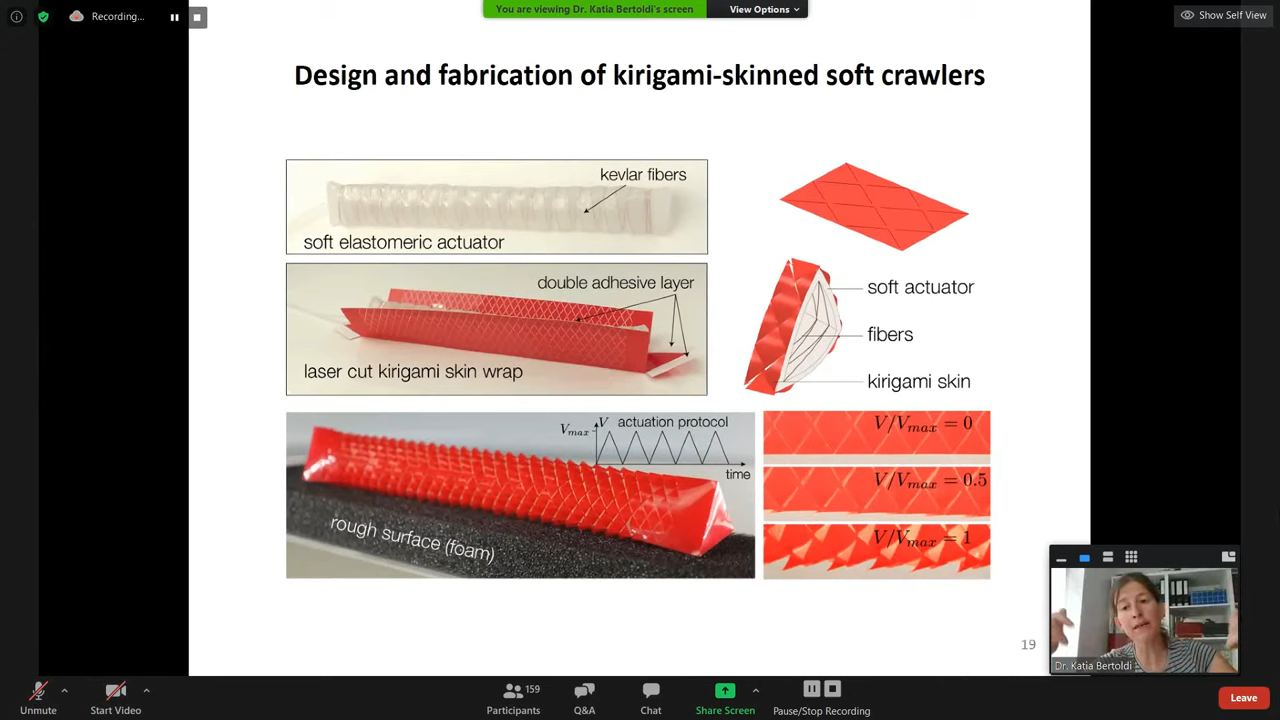 Recording...
You are viewing Dr. Katia Bertoldi's screen
View Options
Show Self View
Design and fabrication of kirigami-skinned soft crawlers
kevlar fibers
soft elastomeric actuator
double adhesive layer
laser cut kirigami skin wrap
soft actuator
fibers
kirigami skin
V actuation protocol
Vmax
time
rough surface (foam)
V/Vmax = 0
V/Vmax = 0.5
V/Vmax = 1
19
Dr. Katia Bertoldi
Unmute
Start Video
159
Participants
Q&A
Chat
Share Screen
Pause/Stop Recording
Leave